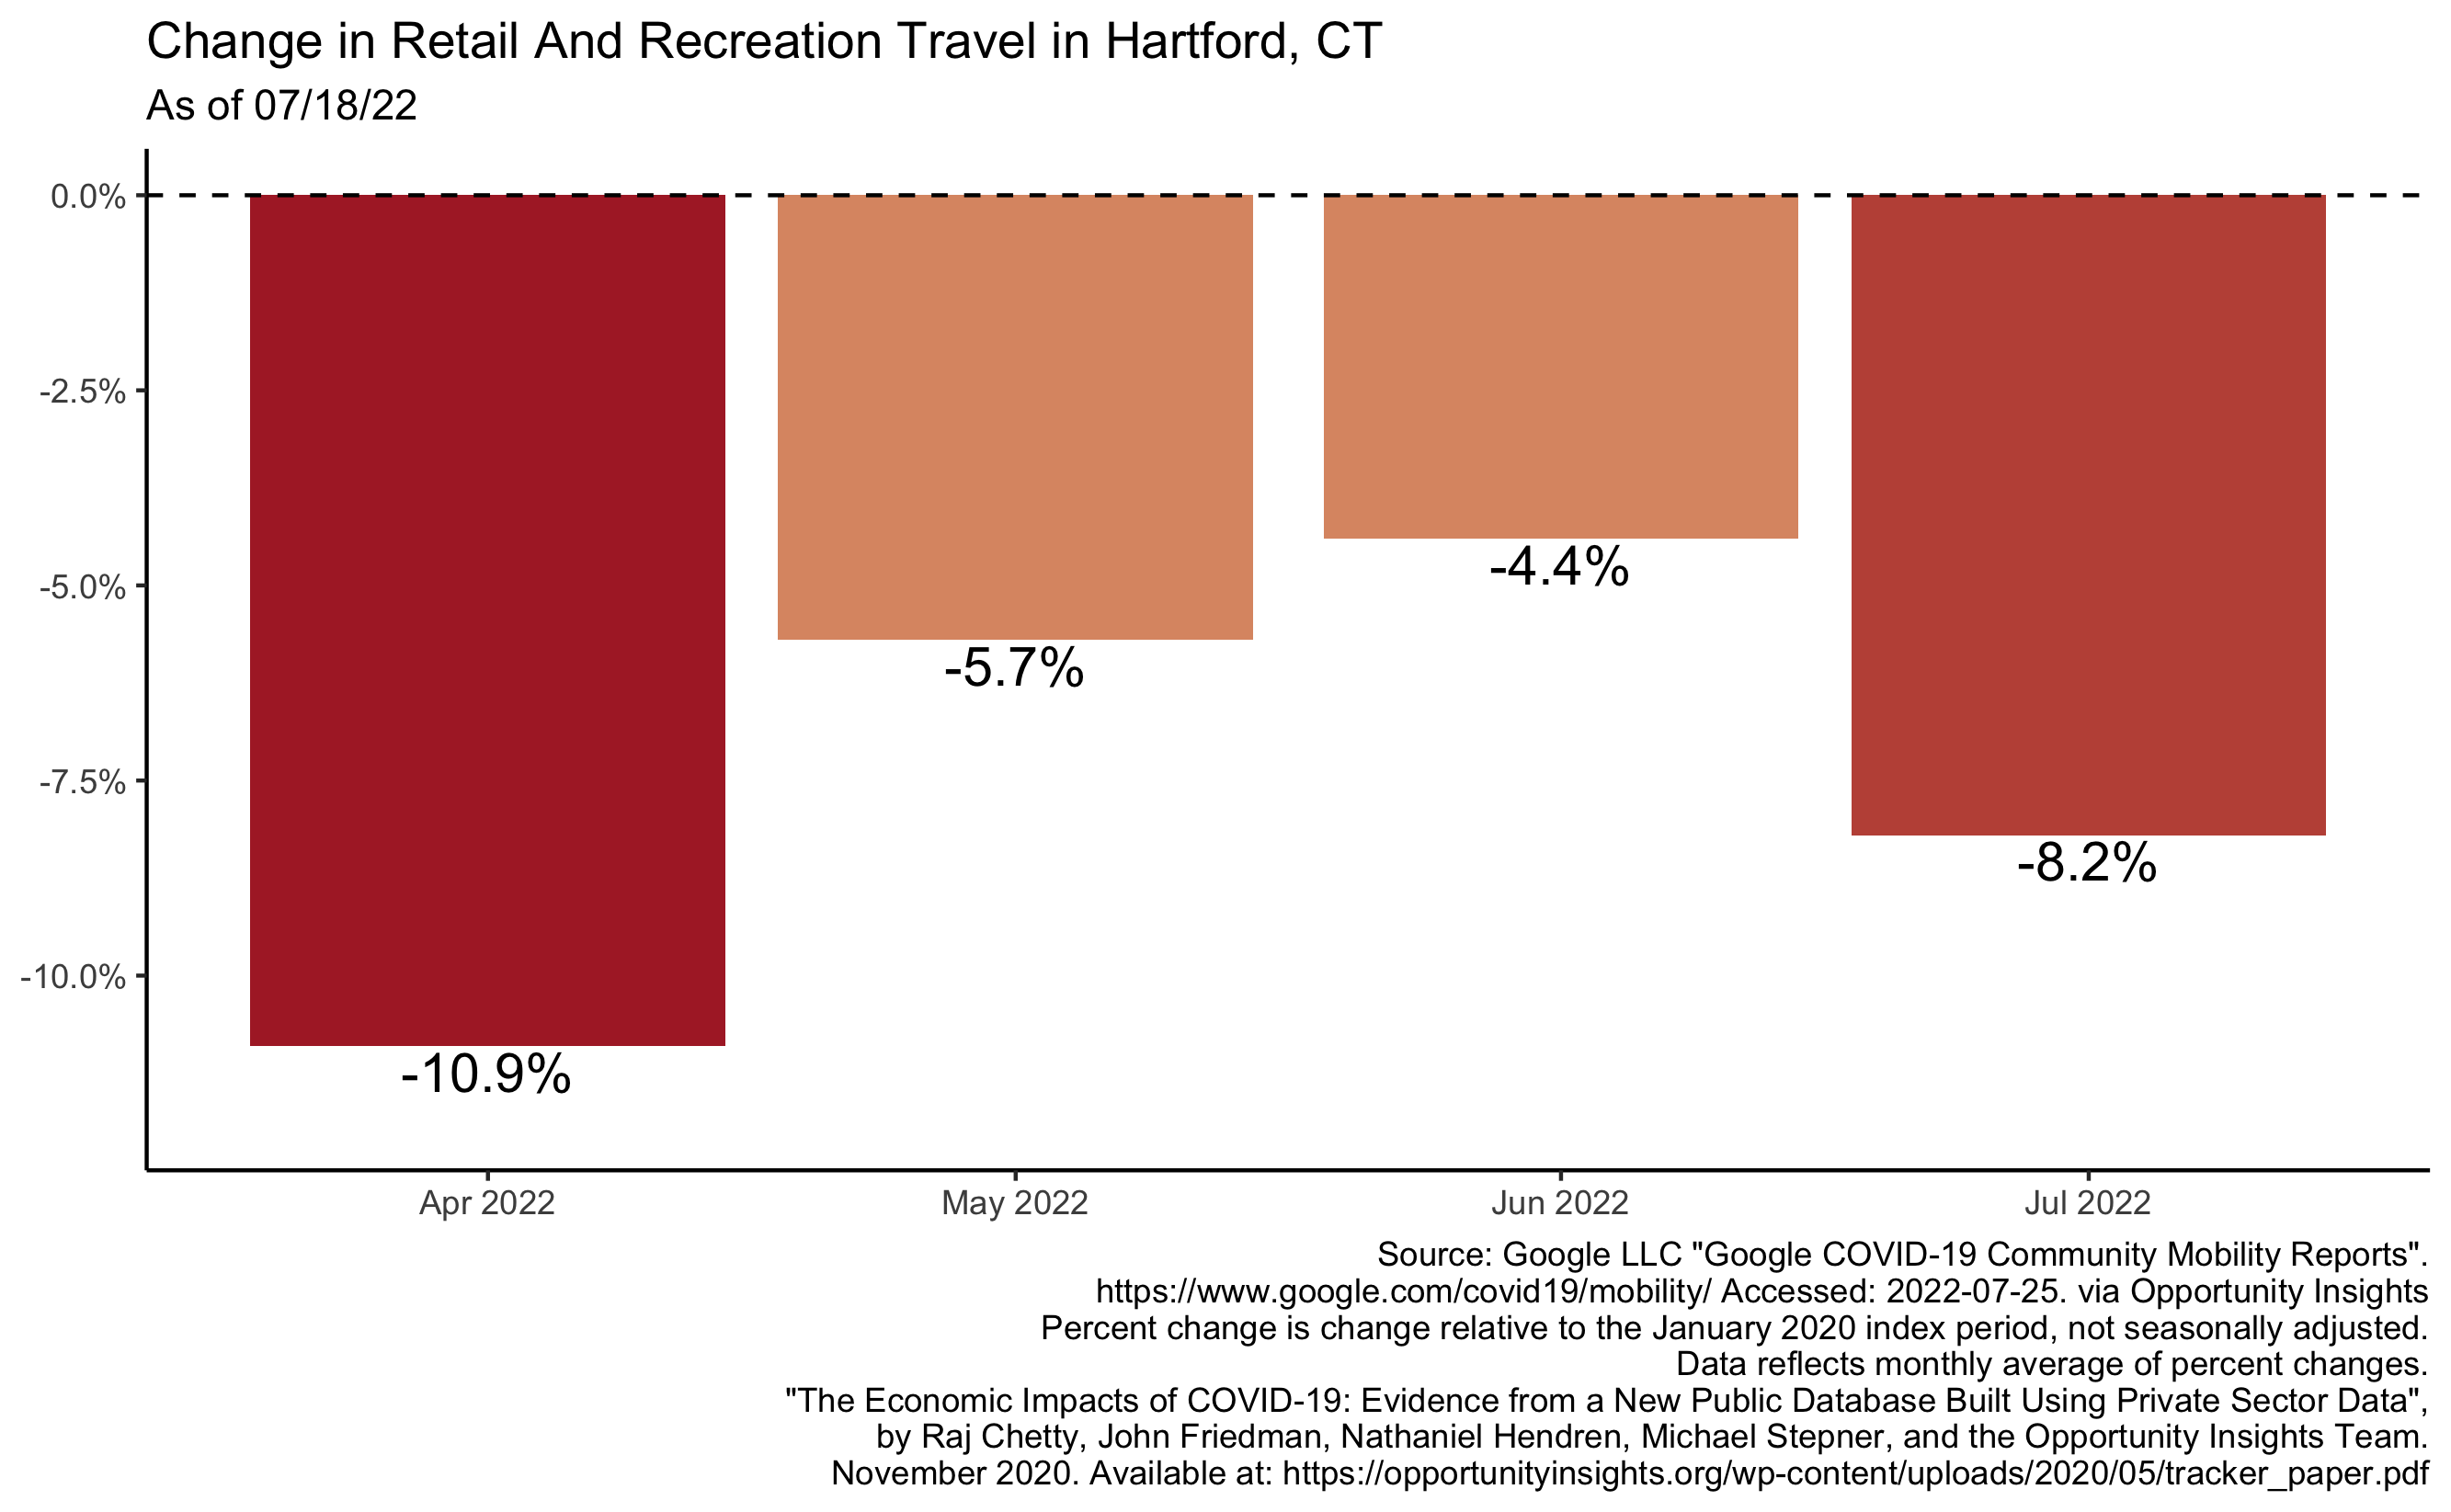 Change in Retail And Recreation Travel in Hartford, CT
As of 07/18/22
0.0%
-2.5%
-5.0%
-7.5%
-10.0%
-10.9%
-5.7%
-4.4%
-8.2%
Apr 2022
May 2022
Jun 2022
Jul 2022
Source: Google LLC "Google COVID-19 Community Mobility Reports".
https://www.google.com/covid19/mobility/ Accessed: 2022-07-25. via Opportunity Insights
Percent change is change relative to the January 2020 index period, not seasonally adjusted.
Data reflects monthly average of percent changes.
"The Economic Impacts of COVID-19: Evidence from a New Public Database Built Using Private Sector Data",
by Raj Chetty, John Friedman, Nathaniel Hendren, Michael Stepner, and the Opportunity Insights Team.
November 2020. Available at: https://opportunityinsights.org/wp-content/uploads/2020/05/tracker_paper.pdf